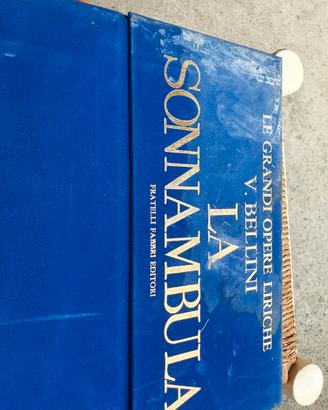 LE GRANDI OPERE LIRICHE
V. BELLINI
LA
SONNAMBULA
FRATELLI FABBRI EDITORI